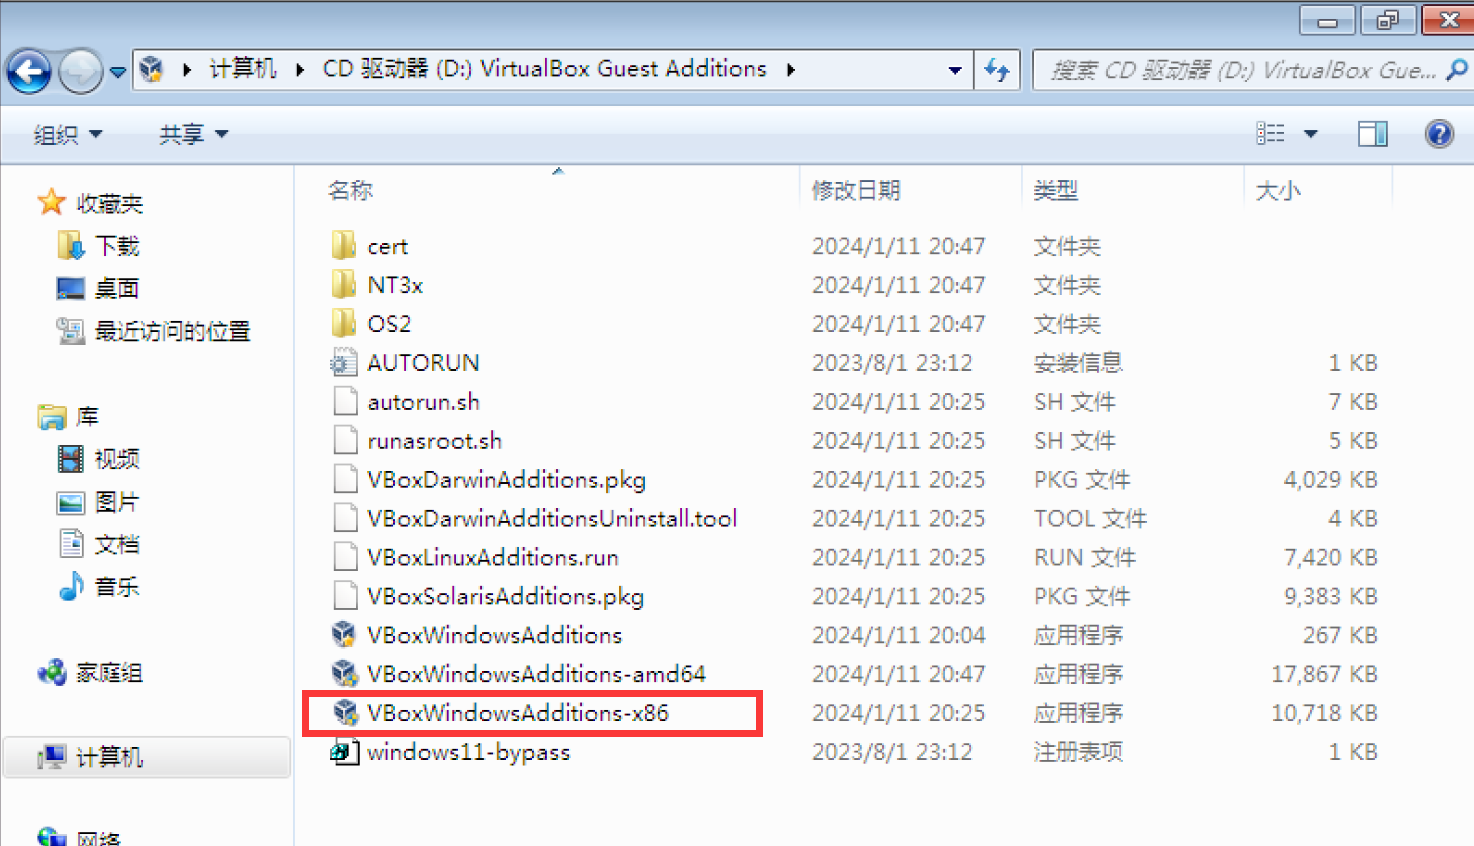 计算机 CD 驱动器 (D:) VirtualBox Guest Additions
搜索 CD 驱动器 (D:) VirtualBox Gue...
组织 共享
名称 修改日期 类型 大小
收藏夹
下载
桌面
最近访问的位置
库
视频
图片
文档
音乐
家庭组
计算机
网络
cert 2024/1/11 20:47 文件夹
NT3x 2024/1/11 20:47 文件夹
OS2 2024/1/11 20:47 文件夹
AUTORUN 2023/8/1 23:12 安装信息 1 KB
autorun.sh 2024/1/11 20:25 SH 文件 7 KB
runasroot.sh 2024/1/11 20:25 SH 文件 5 KB
VBoxDarwinAdditions.pkg 2024/1/11 20:25 PKG 文件 4,029 KB
VBoxDarwinAdditionsUninstall.tool 2024/1/11 20:25 TOOL 文件 4 KB
VBoxLinuxAdditions.run 2024/1/11 20:25 RUN 文件 7,420 KB
VBoxSolarisAdditions.pkg 2024/1/11 20:25 PKG 文件 9,383 KB
VBoxWindowsAdditions 2024/1/11 20:04 应用程序 267 KB
VBoxWindowsAdditions-amd64 2024/1/11 20:47 应用程序 17,867 KB
VBoxWindowsAdditions-x86 2024/1/11 20:25 应用程序 10,718 KB
windows11-bypass 2023/8/1 23:12 注册表项 1 KB